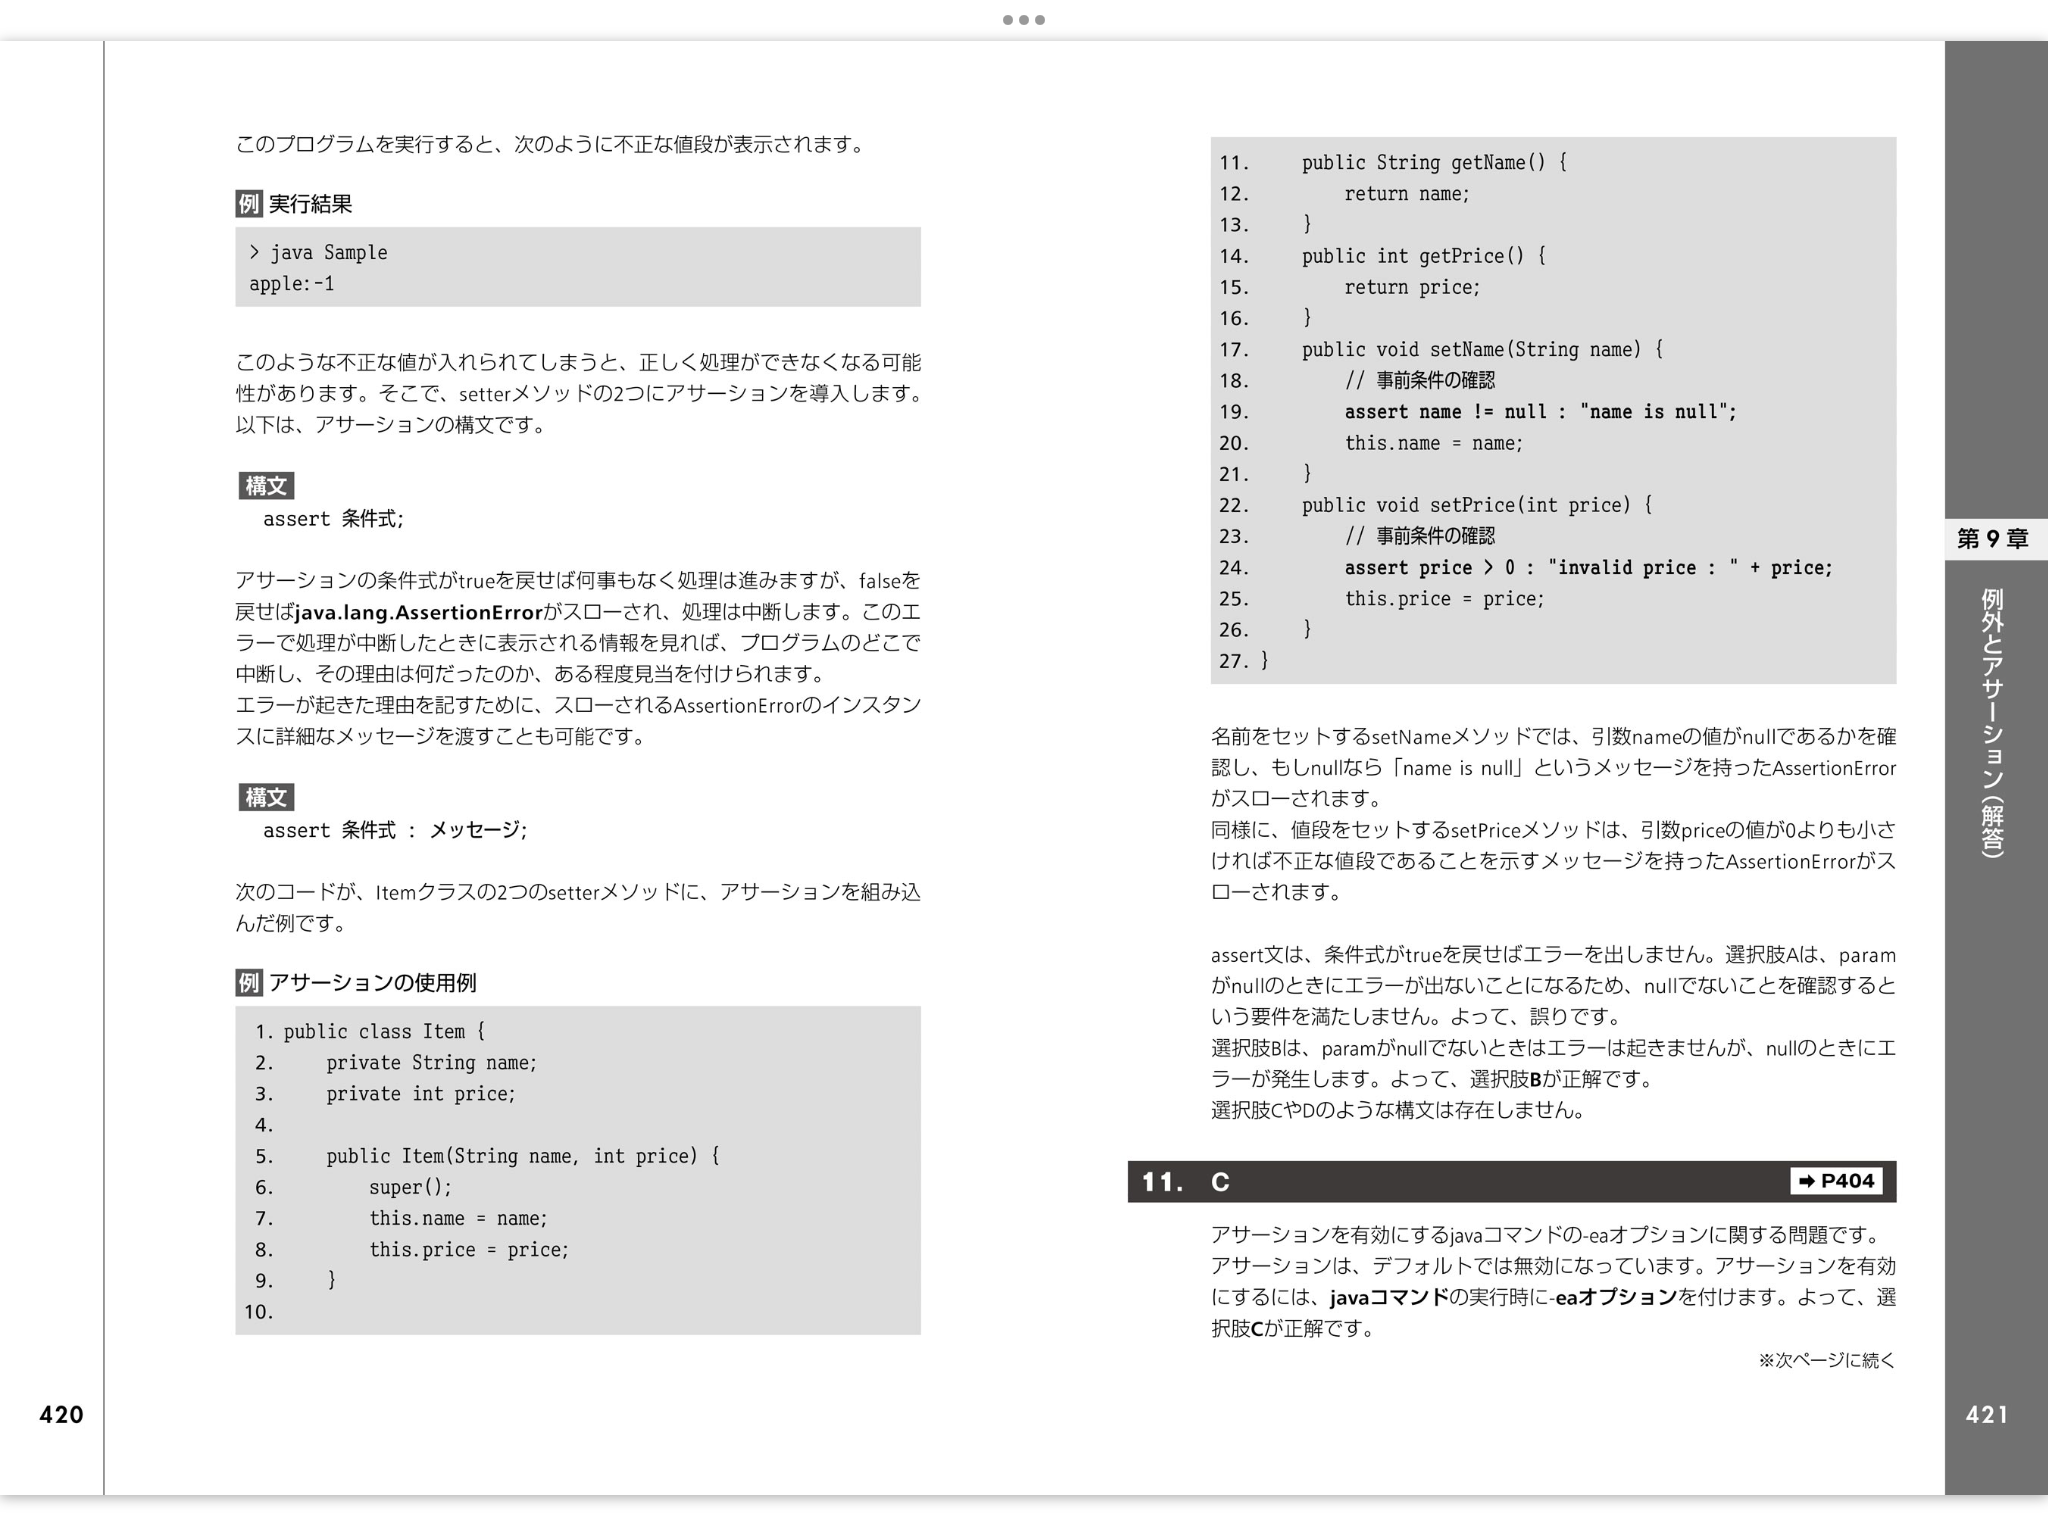 このプログラムを実行すると、次のように不正な値段が表示されます。
例 実行結果
> java Sample
apple:-1
このような不正な値が入れられてしまうと、正しく処理ができなくなる可能
性があります。そこで、setterメソッドの2つにアサーションを導入します。
以下は、アサーションの構文です。
構文
assert 条件式;
アサーションの条件式がtrueを戻せば何事もなく処理は進みますが、falseを
戻せばjava.lang.AssertionErrorがスローされ、処理は中断します。このエ
ラーで処理が中断したときに表示される情報を見れば、プログラムのどこで
中断し、その理由は何だったのか、ある程度見当を付けられます。
エラーが起きた理由を記すために、スローされるAssertionErrorのインスタン
スに詳細なメッセージを渡すことも可能です。
構文
assert 条件式 : メッセージ;
次のコードが、Itemクラスの2つのsetterメソッドに、アサーションを組み込
んだ例です。
例 アサーションの使用例
1. public class Item {
2.     private String name;
3.     private int price;
4.
5.     public Item(String name, int price) {
6.         super();
7.         this.name = name;
8.         this.price = price;
9.     }
10.
420
11.     public String getName() {
12.         return name;
13.     }
14.     public int getPrice() {
15.         return price;
16.     }
17.     public void setName(String name) {
18.         // 事前条件の確認
19.         assert name != null : "name is null";
20.         this.name = name;
21.     }
22.     public void setPrice(int price) {
23.         // 事前条件の確認
24.         assert price > 0 : "invalid price : " + price;
25.         this.price = price;
26.     }
27. }
名前をセットするsetNameメソッドでは、引数nameの値がnullであるかを確
認し、もしnullなら「name is null」というメッセージを持ったAssertionError
がスローされます。
同様に、値段をセットするsetPriceメソッドは、引数priceの値が0よりも小さ
ければ不正な値段であることを示すメッセージを持ったAssertionErrorがス
ローされます。
assert文は、条件式がtrueを戻せばエラーを出しません。選択肢Aは、param
がnullのときにエラーが出ないことになるため、nullでないことを確認すると
いう要件を満たしません。よって、誤りです。
選択肢Bは、paramがnullでないときはエラーは起きませんが、nullのときにエ
ラーが発生します。よって、選択肢Bが正解です。
選択肢CやDのような構文は存在しません。
11. C ➡ P404
アサーションを有効にするjavaコマンドの-eaオプションに関する問題です。
アサーションは、デフォルトでは無効になっています。アサーションを有効
にするには、javaコマンドの実行時に-eaオプションを付けます。よって、選
択肢Cが正解です。
※次ページに続く
第9章
例外とアサーション(解答)
421